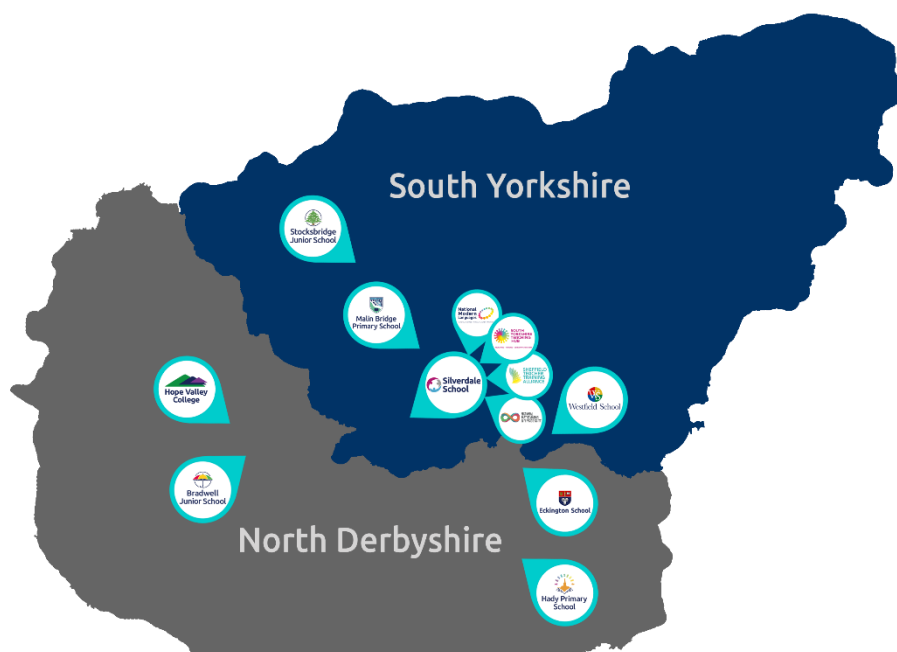 South Yorkshire
Stocksbridge
Junior School
Malin Bridge
Primary School
National
Modern
Languages
SOUTH
YORKSHIRE
TEACHING
HUB
Silverdale
School
SHEFFIELD
TEACHER
TRAINING
ALLIANCE
Hope Valley
College
Westfield School
Bradwell
Junior School
Eckington School
North Derbyshire
Hady Primary
School